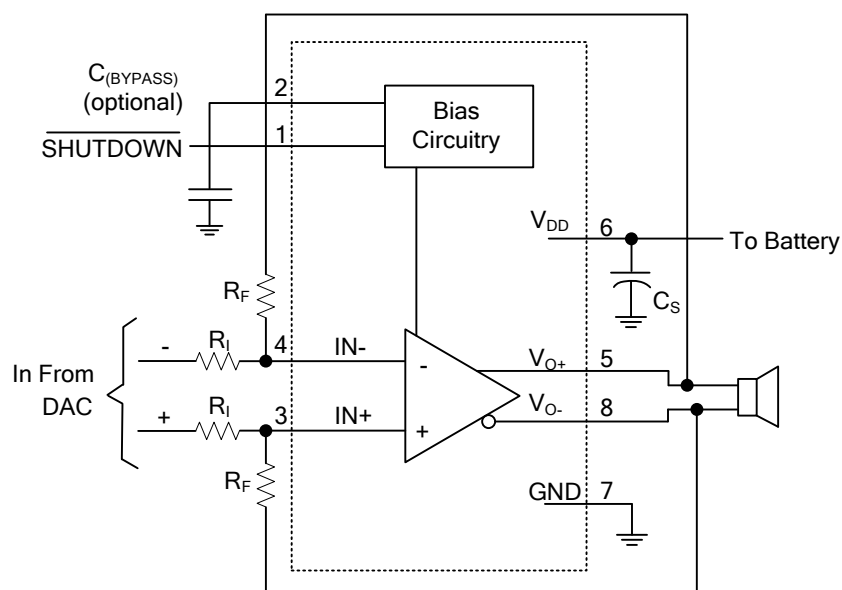 C(BYPASS)
(optional)
2
1
SHUTDOWN
Bias
Circuitry
VDD
6
To Battery
CS
RF
-
RI
4
IN-
-
VO+
5
In From
DAC
+
RI
3
IN+
+
VO-
8
RF
GND
7